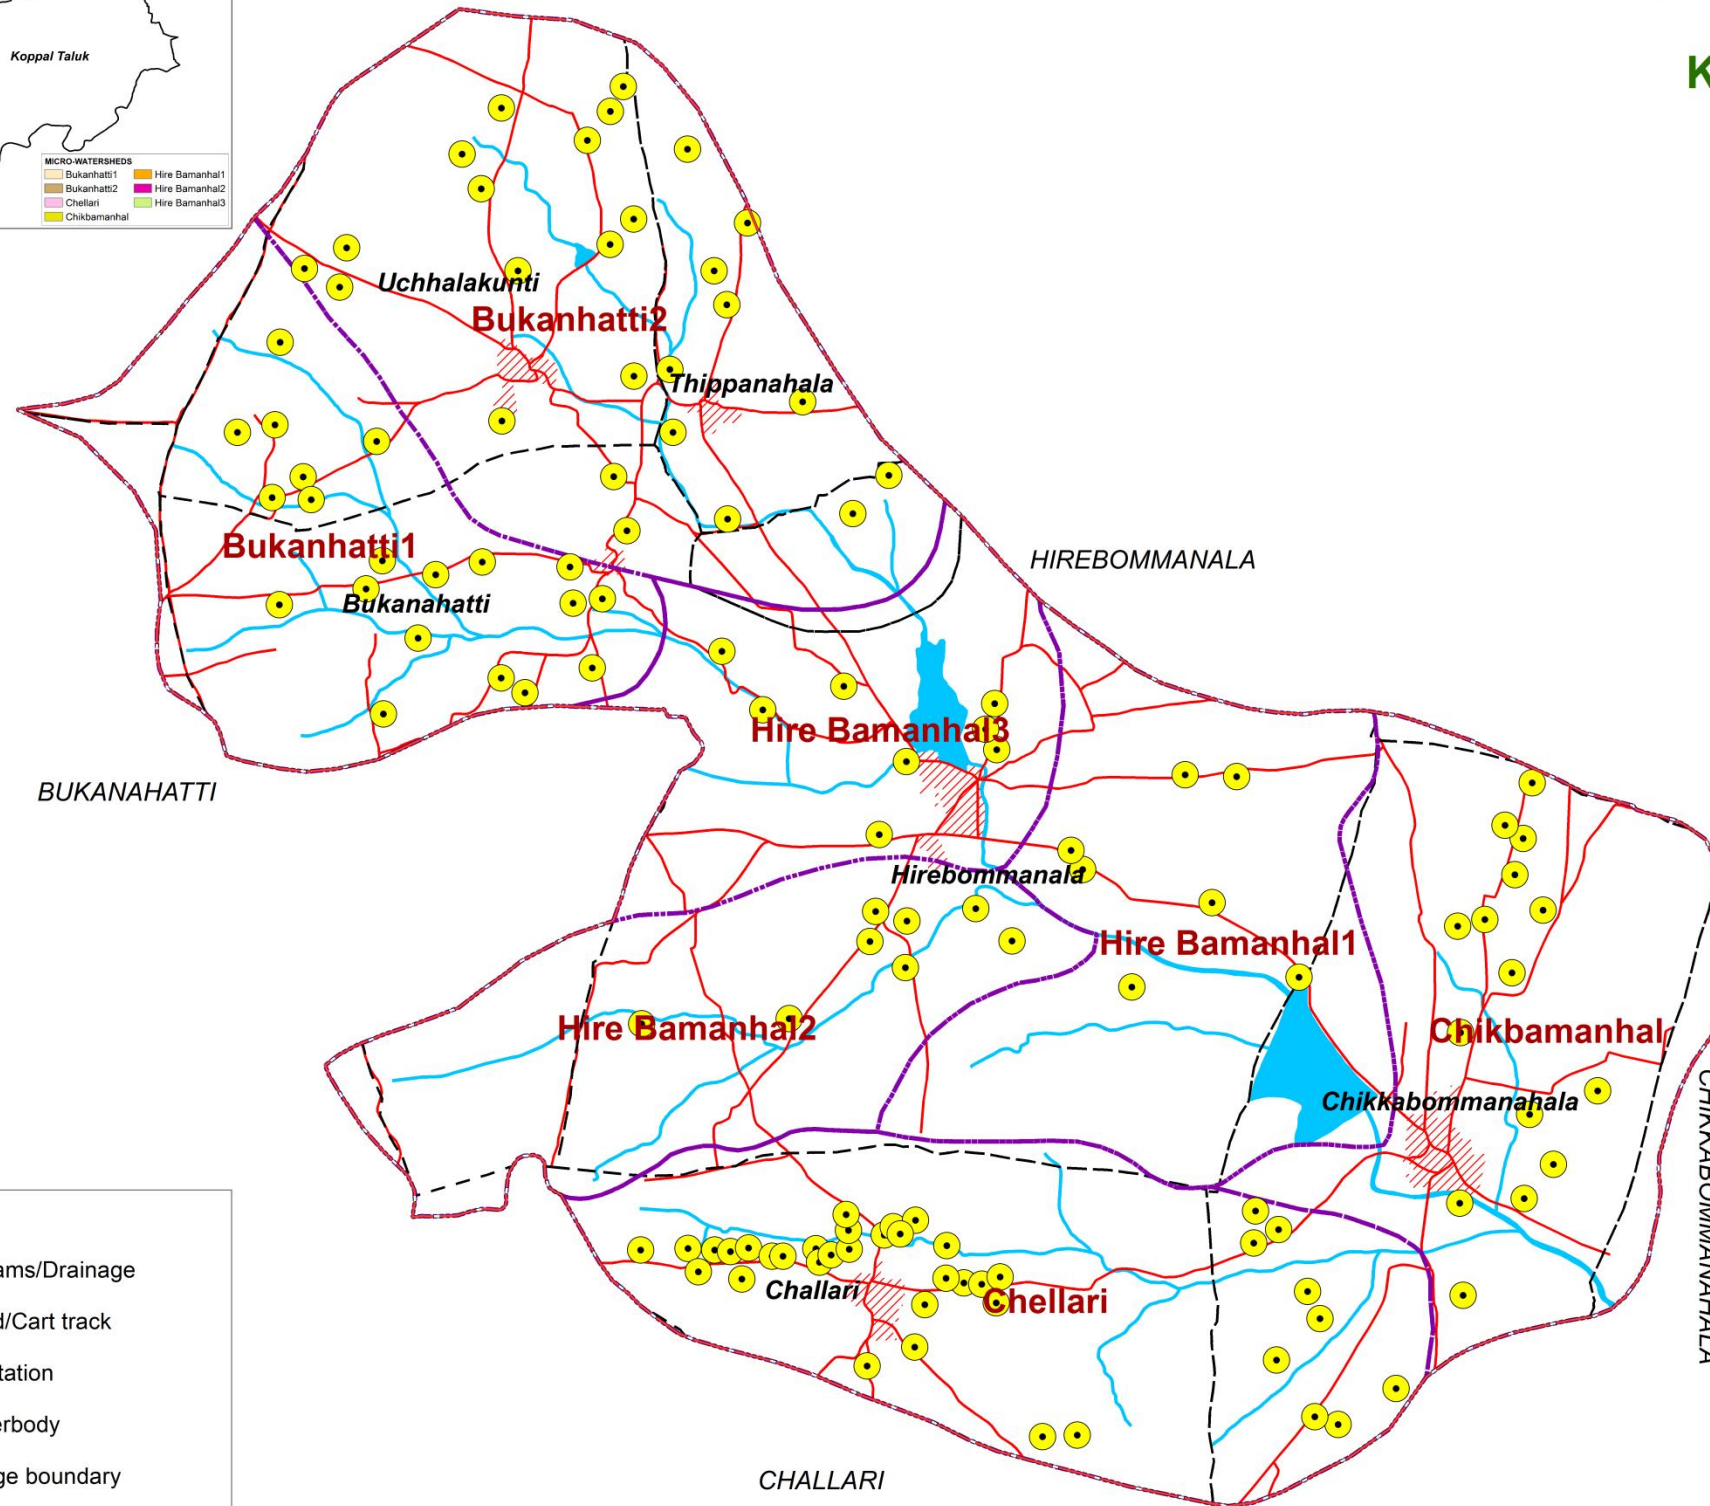 K
Koppal Taluk
MICRO-WATERSHEDS
Bukanhatti1
Hire Bamanhal1
Bukanhatti2
Hire Bamanhal2
Chellari
Hire Bamanhal3
Chikbamanhal
Uchhalakunti
Bukanhatti2
Thippanahala
Bukanhatti1
HIREBOMMANALA
Bukanahatti
Hire Bamanhal3
BUKANAHATTI
Hirebommanala
Hire Bamanhal1
Hire Bamanhal2
Chikbamanhal
Chikkabommanahala
CHIKKABOMMANAHALA
ams/Drainage
Challari
Chellari
d/Cart track
tation
erbody
ge boundary
CHALLARI